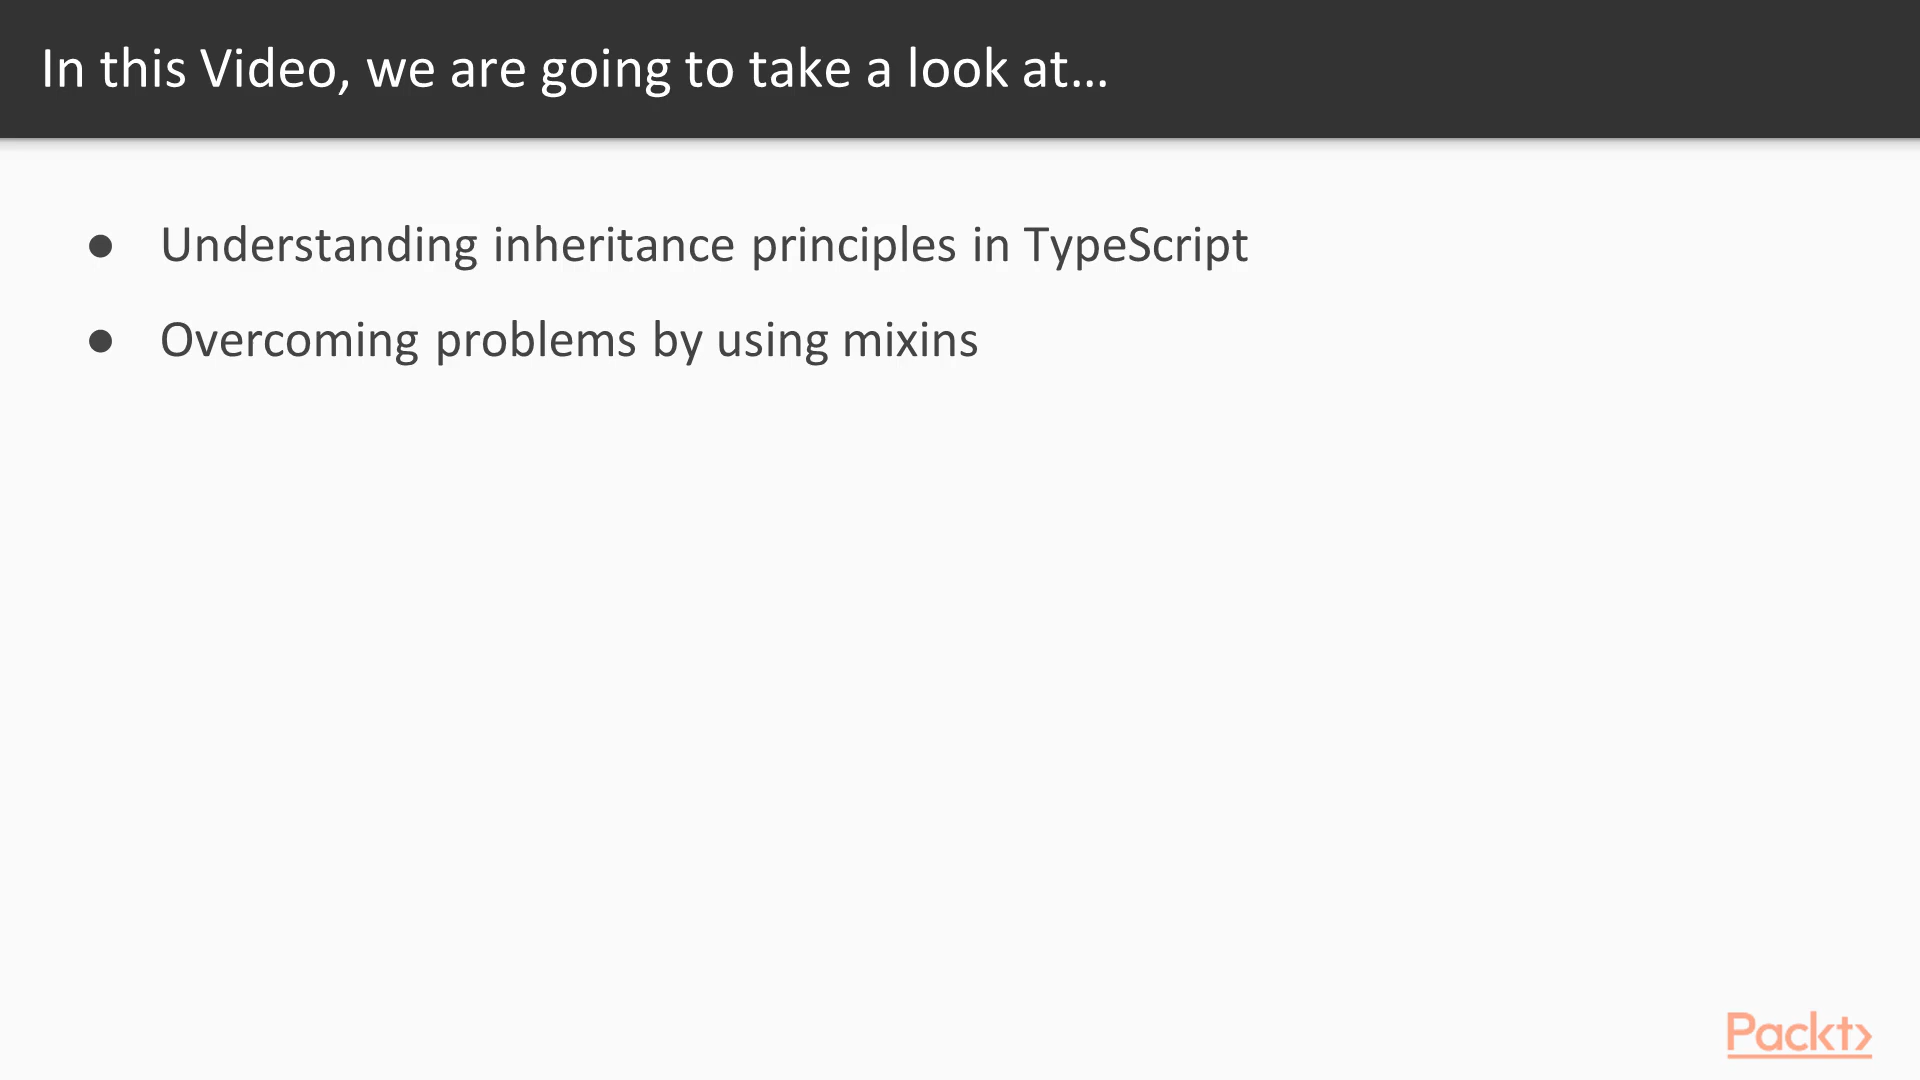 In this Video, we are going to take a look at...
● Understanding inheritance principles in TypeScript
● Overcoming problems by using mixins
Packt>